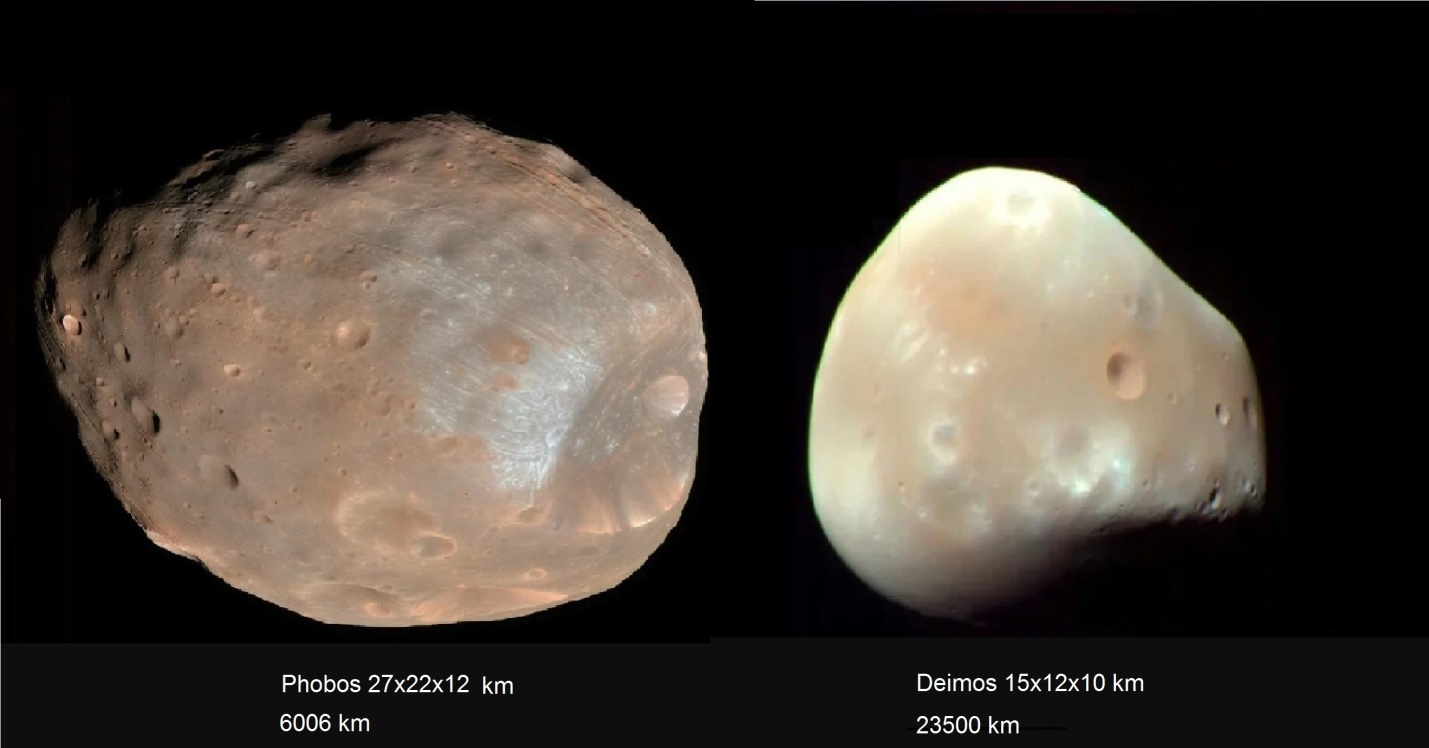 Phobos 27x22x12 km
6006 km
Deimos 15x12x10 km
23500 km